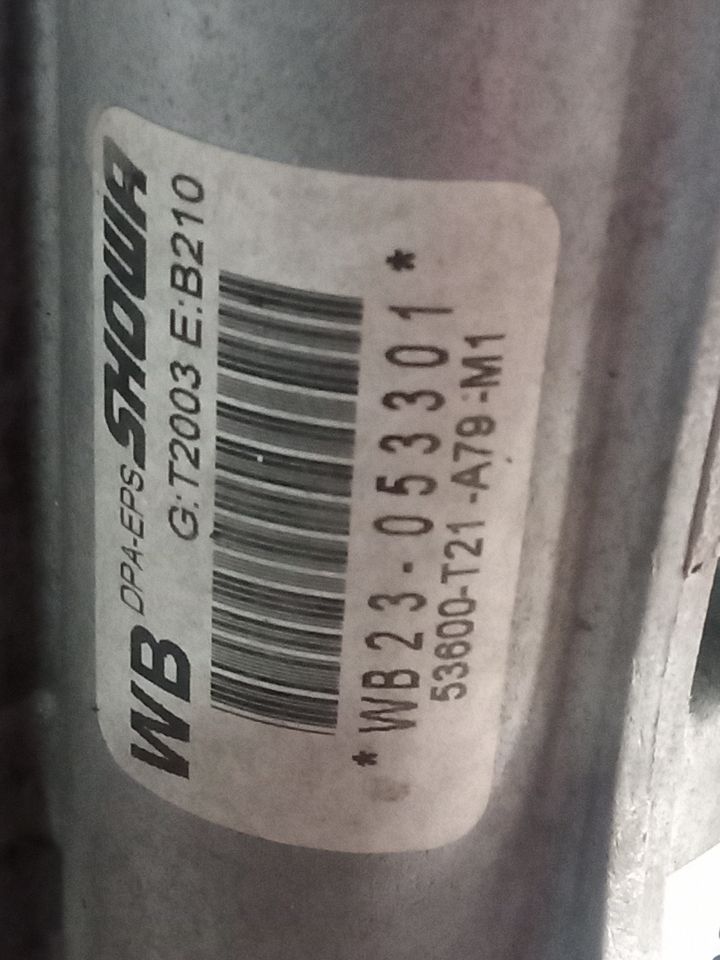 WB DPA-EPS SHOWA
G:T2003 E:B210
*WB23-053301*
53600-T21-A79-M1